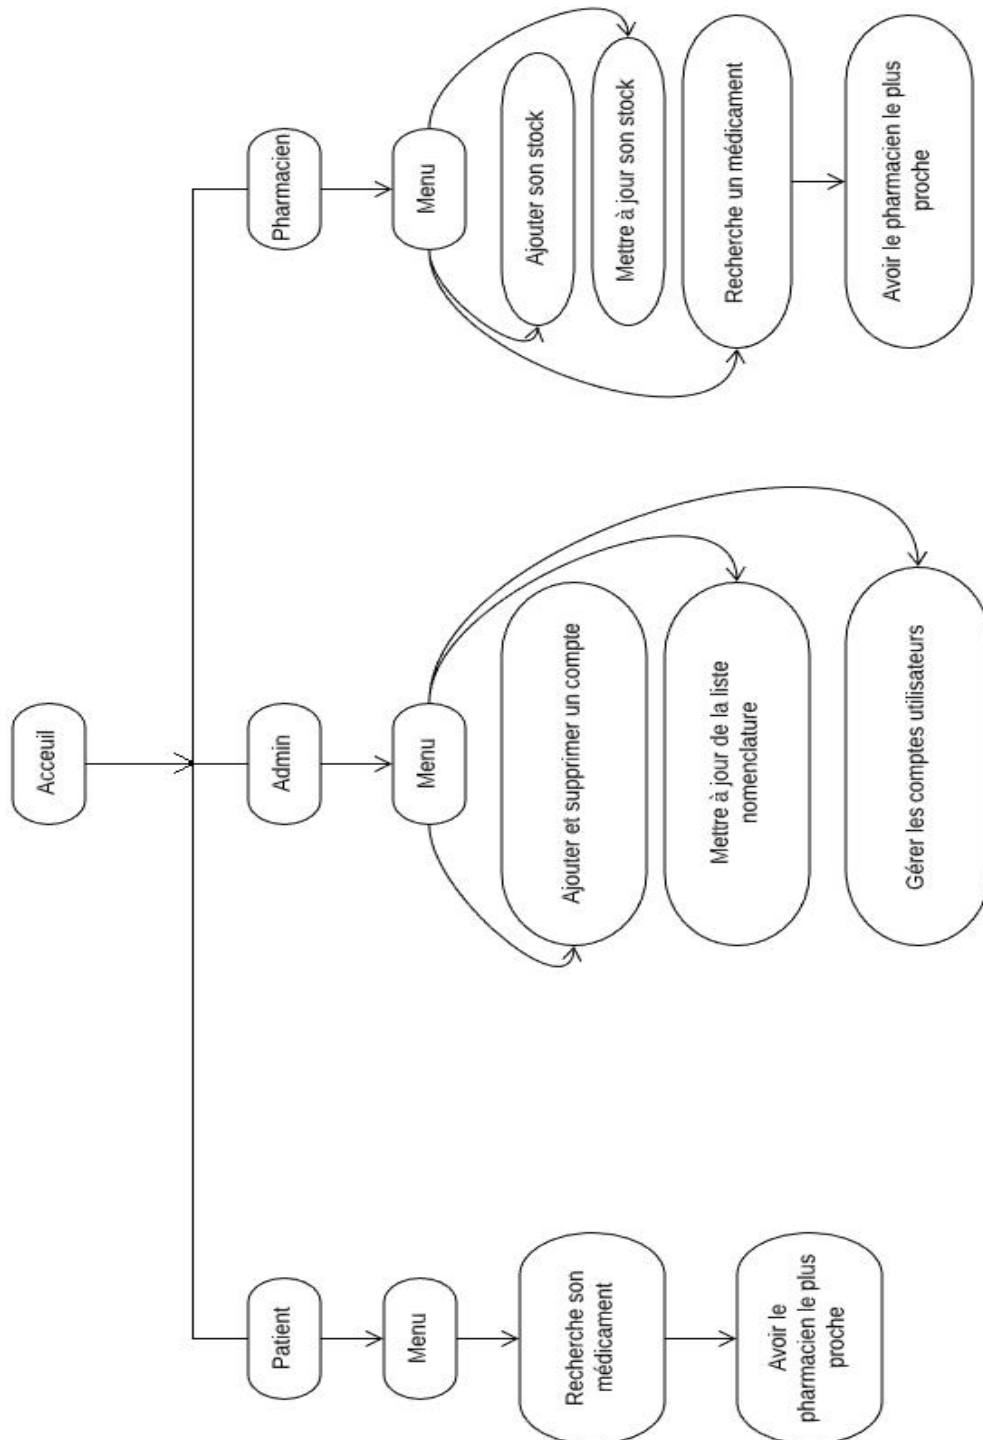 Acceuil
Patient
Admin
Pharmacien
Menu
Menu
Menu
Recherche son
médicament
Avoir le
pharmacien le plus
proche
Ajouter et supprimer un compte
Mettre à jour de la liste
nomenclature
Gérer les comptes utilisateurs
Ajouter son stock
Mettre à jour son stock
Recherche un médicament
Avoir le pharmacien le plus
proche